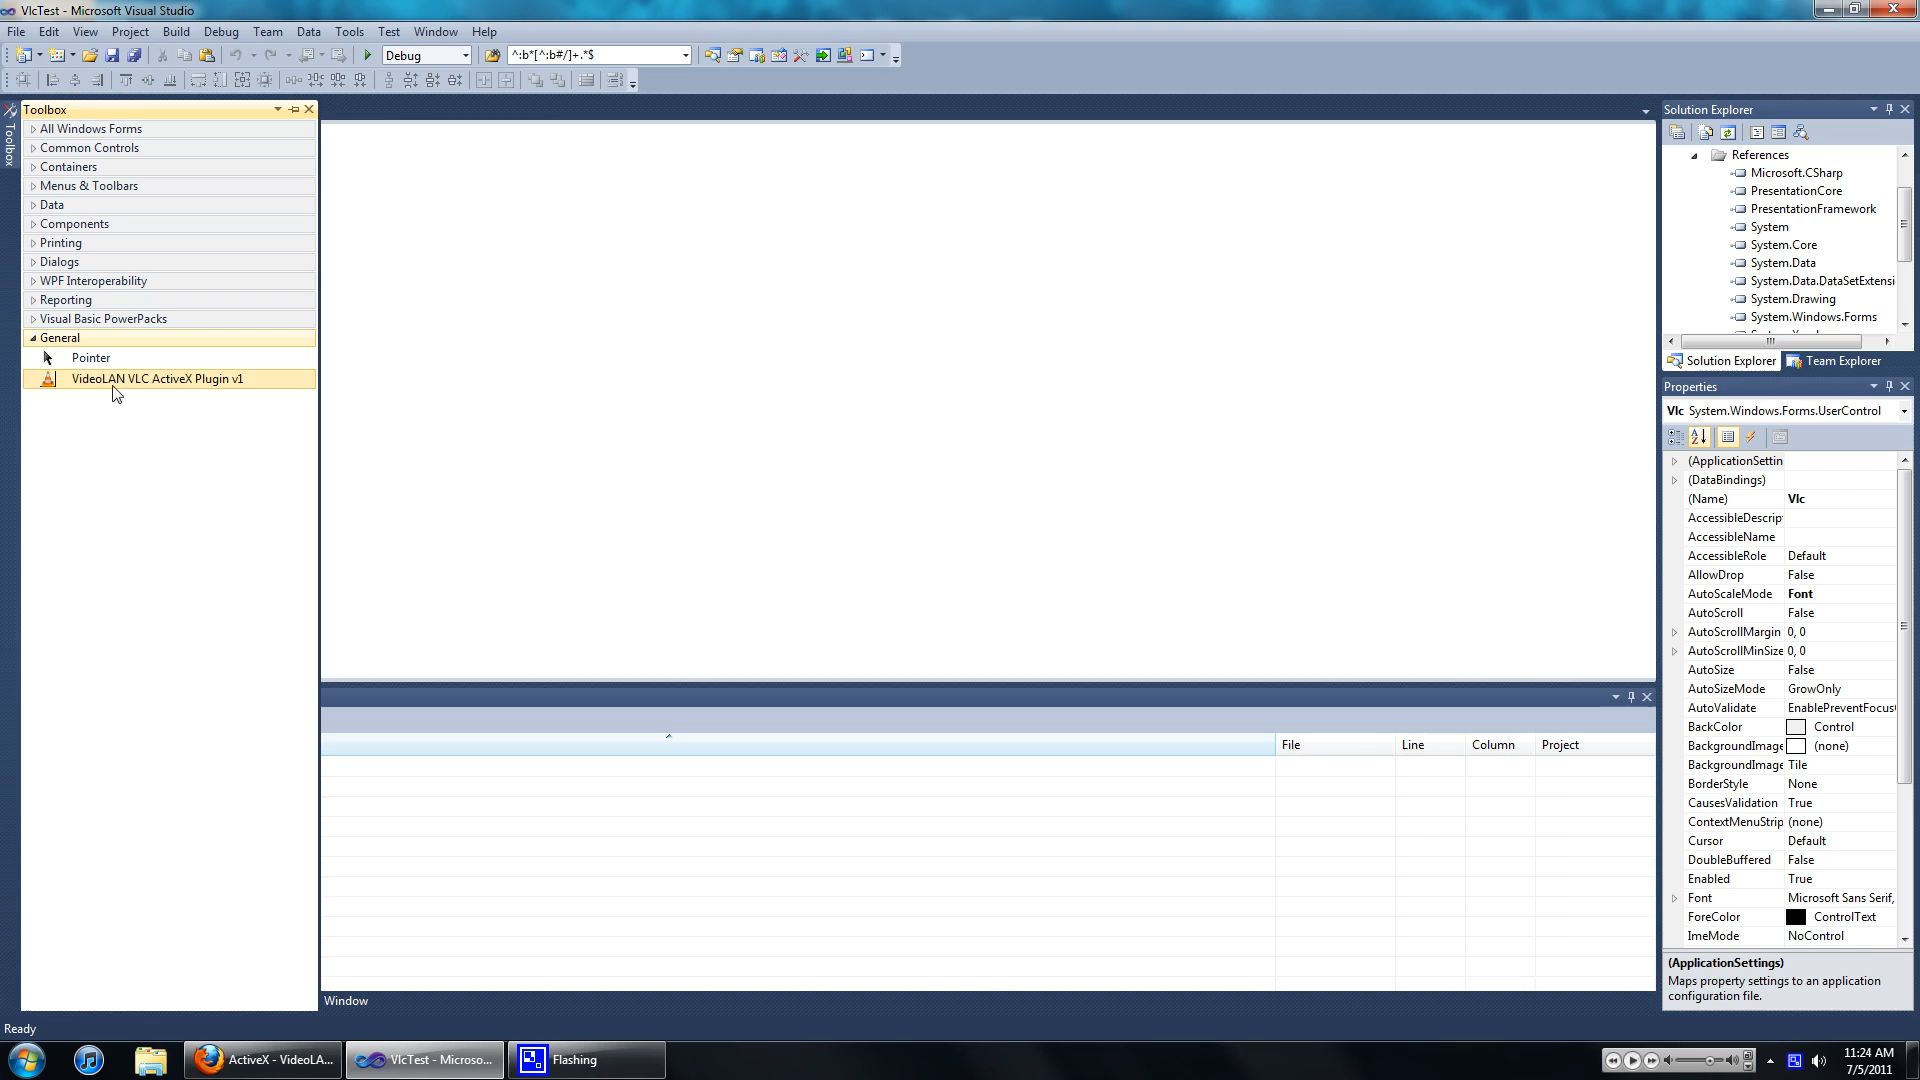 VlcTest - Microsoft Visual Studio
File Edit View Project Build Debug Team Data Tools Test Window Help
Debug
^:b*[^:b#/]+.*$
Toolbox
Toolbox
All Windows Forms
Common Controls
Containers
Menus & Toolbars
Data
Components
Printing
Dialogs
WPF Interoperability
Reporting
Visual Basic PowerPacks
General
Pointer
VideoLAN VLC ActiveX Plugin v1
File Line Column Project
Window
Solution Explorer
References
Microsoft.CSharp
PresentationCore
PresentationFramework
System
System.Core
System.Data
System.Data.DataSetExtensi
System.Drawing
System.Windows.Forms
Solution Explorer Team Explorer
Properties
Vlc System.Windows.Forms.UserControl
(ApplicationSettin
(DataBindings)
(Name) Vlc
AccessibleDescrip
AccessibleName
AccessibleRole Default
AllowDrop False
AutoScaleMode Font
AutoScroll False
AutoScrollMargin 0, 0
AutoScrollMinSize 0, 0
AutoSize False
AutoSizeMode GrowOnly
AutoValidate EnablePreventFocus
BackColor Control
BackgroundImage (none)
BackgroundImage Tile
BorderStyle None
CausesValidation True
ContextMenuStrip (none)
Cursor Default
DoubleBuffered False
Enabled True
Font Microsoft Sans Serif,
ForeColor ControlText
ImeMode NoControl
(ApplicationSettings)
Maps property settings to an application
configuration file.
Ready
ActiveX - VideoLA... VlcTest - Microso... Flashing
11:24 AM
7/5/2011